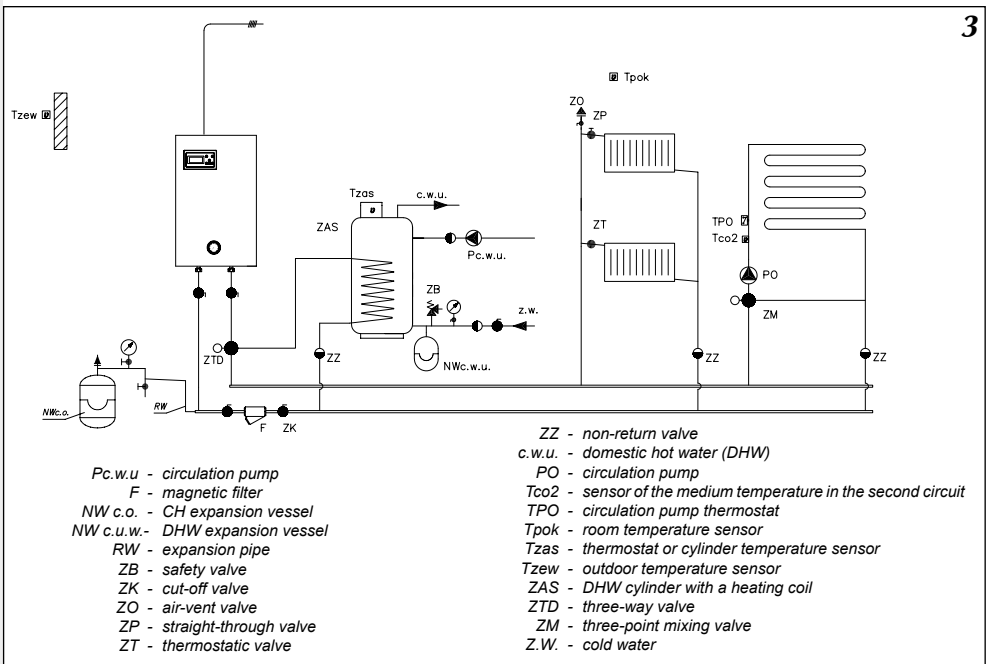 3
Tzew
Tpok
ZO
ZP
Tzas
c.w.u.
ZAS
Pc.w.u.
ZT
TPO
Tco2
PO
ZB
z.w.
ZM
ZTD
ZZ
ZZ
ZZ
NWc.w.u.
NWc.o.
RW
F
ZK
Pc.w.u - circulation pump
F - magnetic filter
NW c.o. - CH expansion vessel
NW c.u.w.- DHW expansion vessel
RW - expansion pipe
ZB - safety valve
ZK - cut-off valve
ZO - air-vent valve
ZP - straight-through valve
ZT - thermostatic valve
ZZ - non-return valve
c.w.u. - domestic hot water (DHW)
PO - circulation pump
Tco2 - sensor of the medium temperature in the second circuit
TPO - circulation pump thermostat
Tpok - room temperature sensor
Tzas - thermostat or cylinder temperature sensor
Tzew - outdoor temperature sensor
ZAS - DHW cylinder with a heating coil
ZTD - three-way valve
ZM - three-point mixing valve
Z.W. - cold water